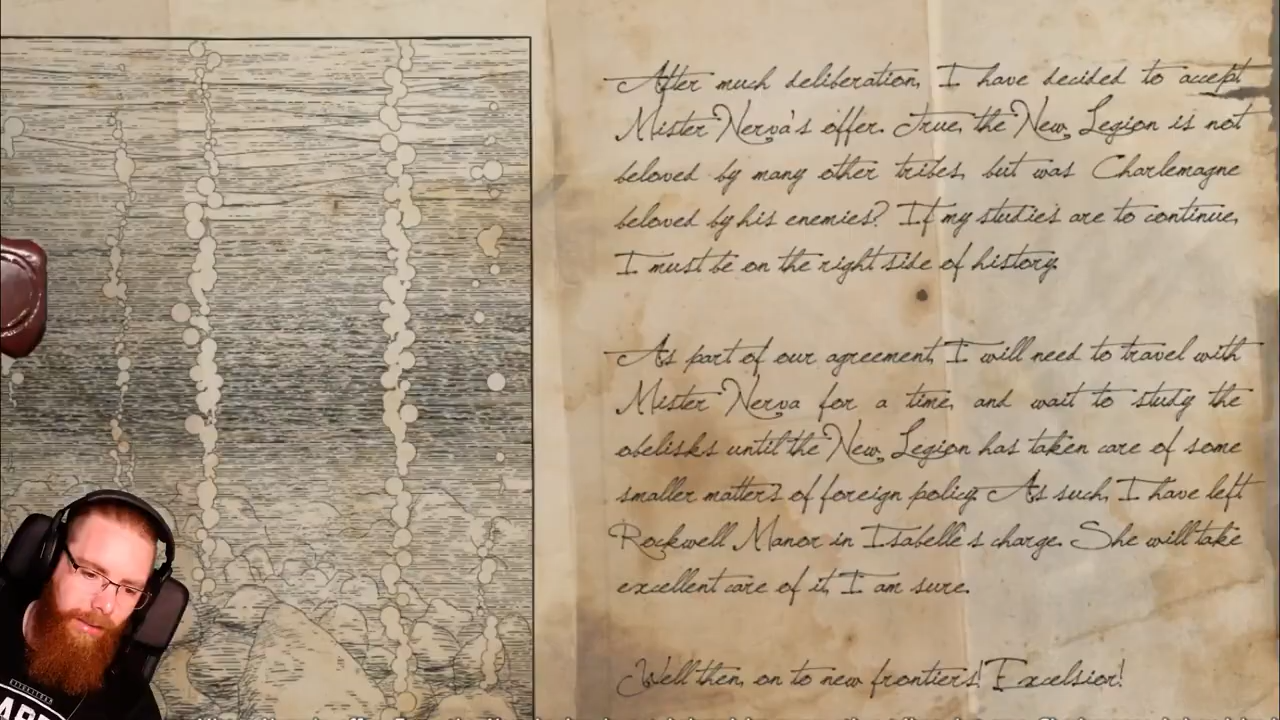 After much deliberation, I have decided to accept
Mister Nerva's offer. True, the New Legion is not
beloved by many other tribes, but was Charlemagne
beloved by his enemies? If my studies are to continue,
I must be on the right side of history.
As part of our agreement, I will need to travel with
Mister Nerva for a time, and wait to study the
obelisks until the New Legion has taken care of some
smaller matters of foreign policy. As such, I have left
Rockwell Manor in Isabelle's charge. She will take
excellent care of it, I am sure.
Well then, on to new frontiers! Excelsior!